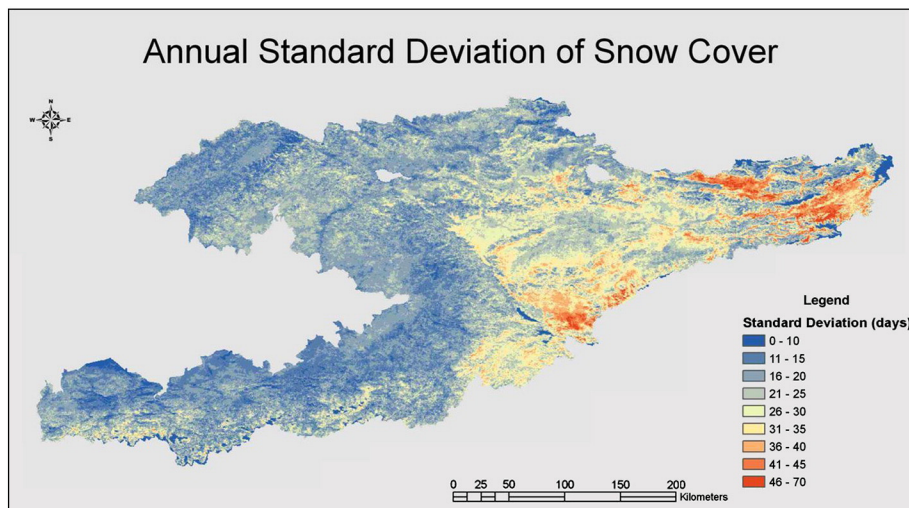 Annual Standard Deviation of Snow Cover
N
W E
S
Legend
Standard Deviation (days)
0 - 10
11 - 15
16 - 20
21 - 25
26 - 30
31 - 35
36 - 40
41 - 45
46 - 70
0 25 50 100 150 200
Kilometers